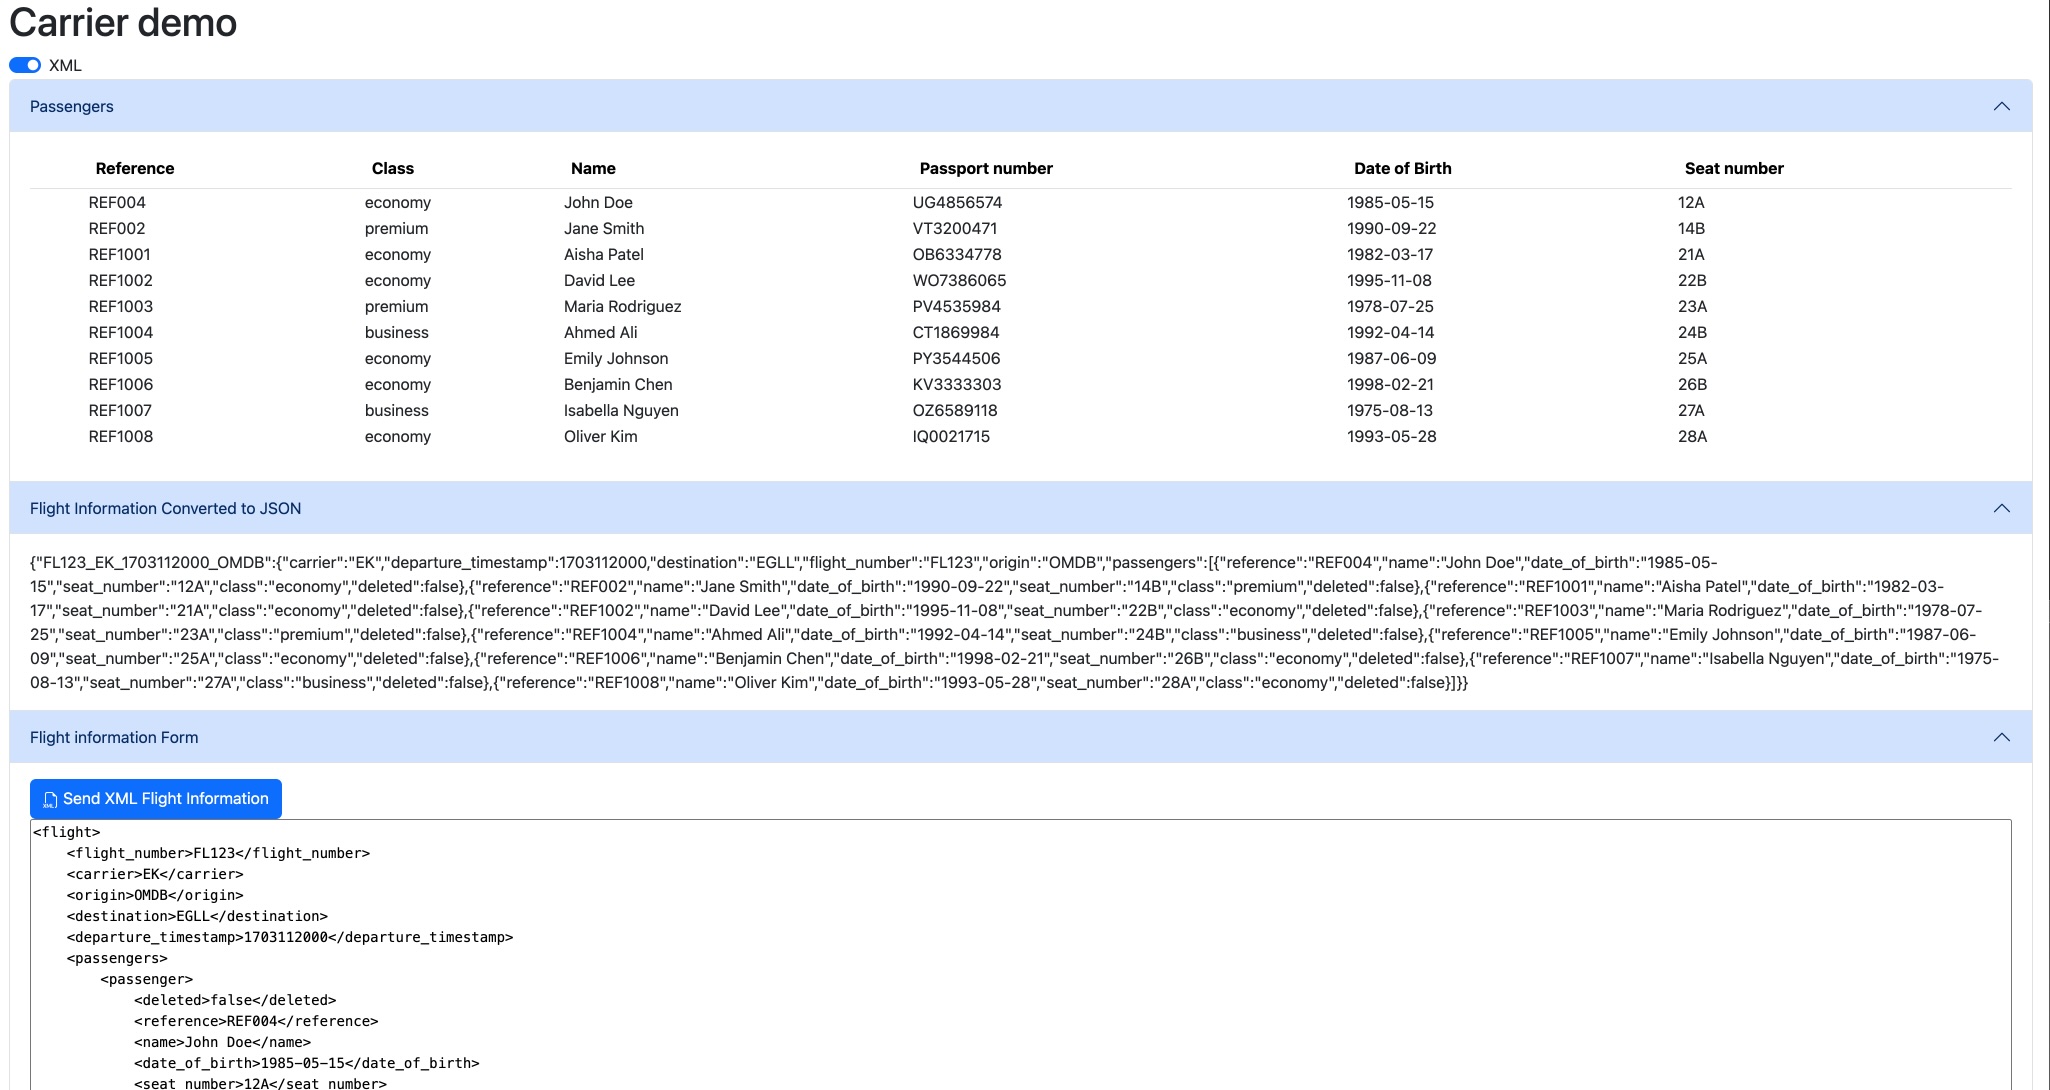 Carrier demo
XML
Passengers
Reference Class Name Passport number Date of Birth Seat number
REF004 economy John Doe UG4856574 1985-05-15 12A
REF002 premium Jane Smith VT3200471 1990-09-22 14B
REF1001 economy Aisha Patel OB6334778 1982-03-17 21A
REF1002 economy David Lee WO7386065 1995-11-08 22B
REF1003 premium Maria Rodriguez PV4535984 1978-07-25 23A
REF1004 business Ahmed Ali CT1869984 1992-04-14 24B
REF1005 economy Emily Johnson PY3544506 1987-06-09 25A
REF1006 economy Benjamin Chen KV3333303 1998-02-21 26B
REF1007 business Isabella Nguyen OZ6589118 1975-08-13 27A
REF1008 economy Oliver Kim IQ0021715 1993-05-28 28A
Flight Information Converted to JSON
{"FL123_EK_1703112000_OMDB":{"carrier":"EK","departure_timestamp":1703112000,"destination":"EGLL","flight_number":"FL123","origin":"OMDB","passengers":[{"reference":"REF004","name":"John Doe","date_of_birth":"1985-05-
15","seat_number":"12A","class":"economy","deleted":false},{"reference":"REF002","name":"Jane Smith","date_of_birth":"1990-09-22","seat_number":"14B","class":"premium","deleted":false},{"reference":"REF1001","name":"Aisha Patel","date_of_birth":"1982-03-
17","seat_number":"21A","class":"economy","deleted":false},{"reference":"REF1002","name":"David Lee","date_of_birth":"1995-11-08","seat_number":"22B","class":"economy","deleted":false},{"reference":"REF1003","name":"Maria Rodriguez","date_of_birth":"1978-07-
25","seat_number":"23A","class":"premium","deleted":false},{"reference":"REF1004","name":"Ahmed Ali","date_of_birth":"1992-04-14","seat_number":"24B","class":"business","deleted":false},{"reference":"REF1005","name":"Emily Johnson","date_of_birth":"1987-06-
09","seat_number":"25A","class":"economy","deleted":false},{"reference":"REF1006","name":"Benjamin Chen","date_of_birth":"1998-02-21","seat_number":"26B","class":"economy","deleted":false},{"reference":"REF1007","name":"Isabella Nguyen","date_of_birth":"1975-
08-13","seat_number":"27A","class":"business","deleted":false},{"reference":"REF1008","name":"Oliver Kim","date_of_birth":"1993-05-28","seat_number":"28A","class":"economy","deleted":false}]}}
Flight information Form
XML Send XML Flight Information
<flight>
<flight_number>FL123</flight_number>
<carrier>EK</carrier>
<origin>OMDB</origin>
<destination>EGLL</destination>
<departure_timestamp>1703112000</departure_timestamp>
<passengers>
<passenger>
<deleted>false</deleted>
<reference>REF004</reference>
<name>John Doe</name>
<date_of_birth>1985-05-15</date_of_birth>
<seat_number>12A</seat_number>